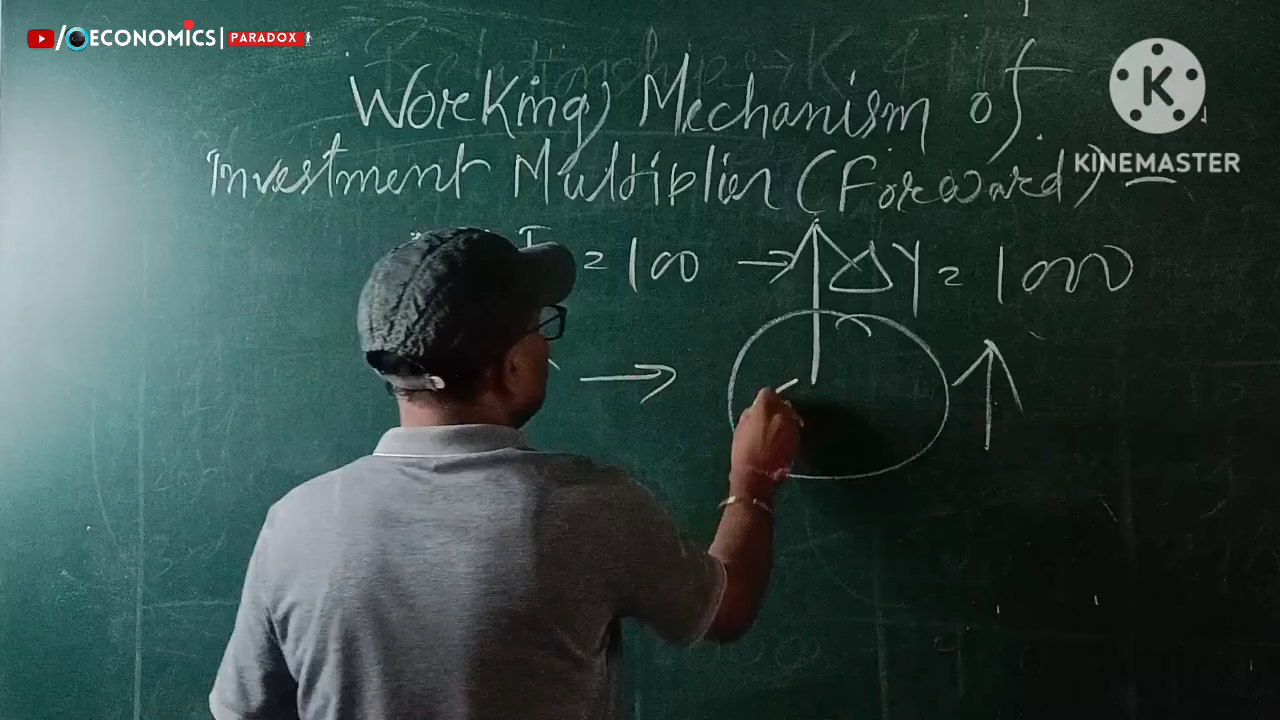 /ECONOMICS|PARADOX
K
KINEMASTER
Working Mechanism of
Investment Multiplier (Forward)
= 100 → ΔY = 1000